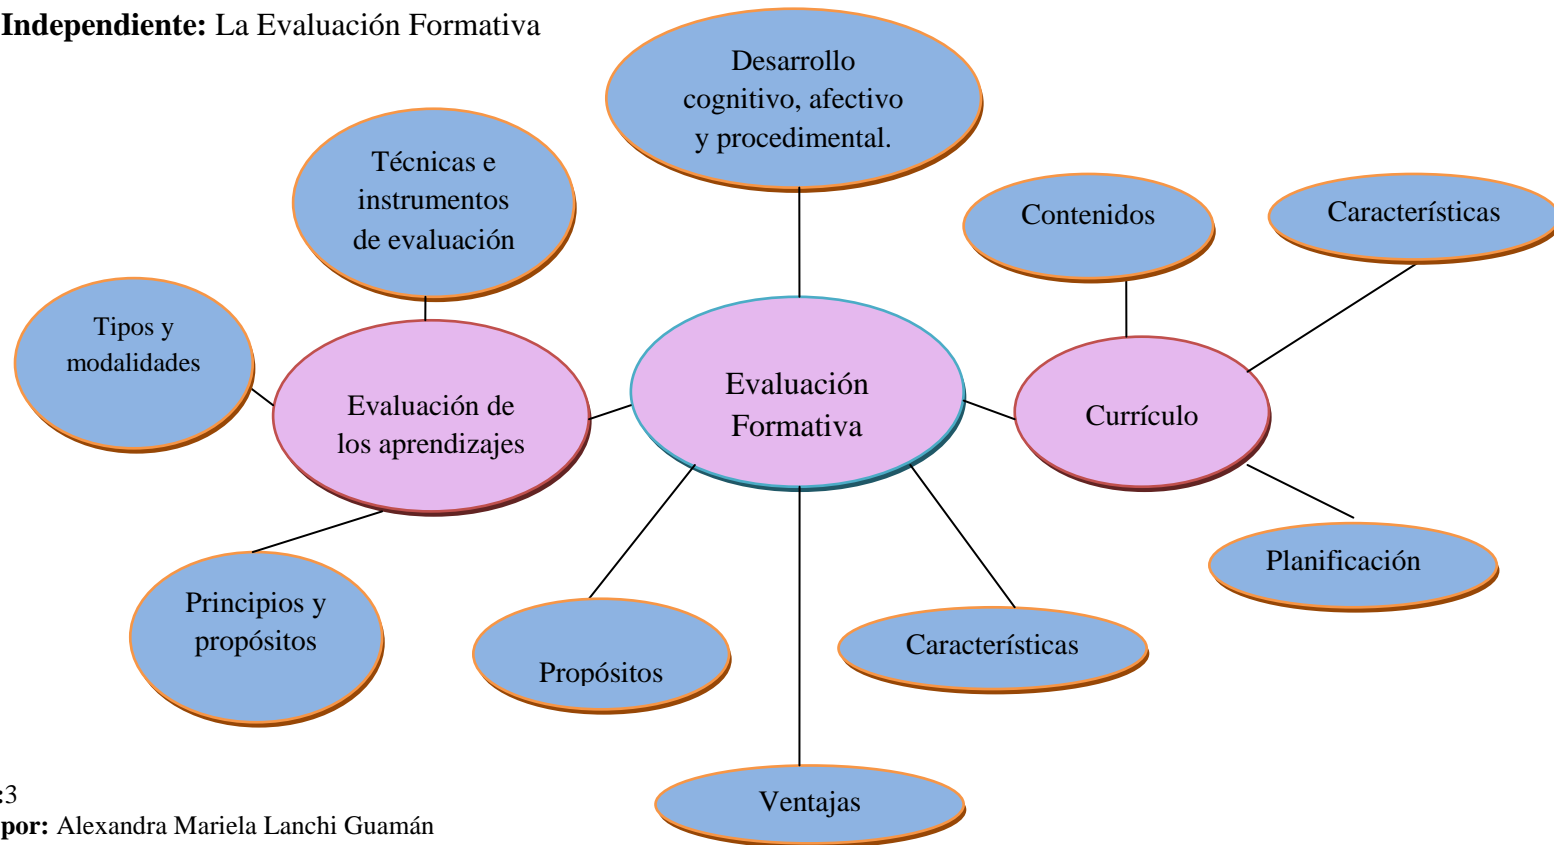 Independiente: La Evaluación Formativa
Desarrollo
cognitivo, afectivo
y procedimental.
Técnicas e
instrumentos
de evaluación
Contenidos
Características
Tipos y
modalidades
Evaluación
Formativa
Evaluación de
los aprendizajes
Currículo
Planificación
Principios y
propósitos
Propósitos
Características
Ventajas
:3
por: Alexandra Mariela Lanchi Guamán